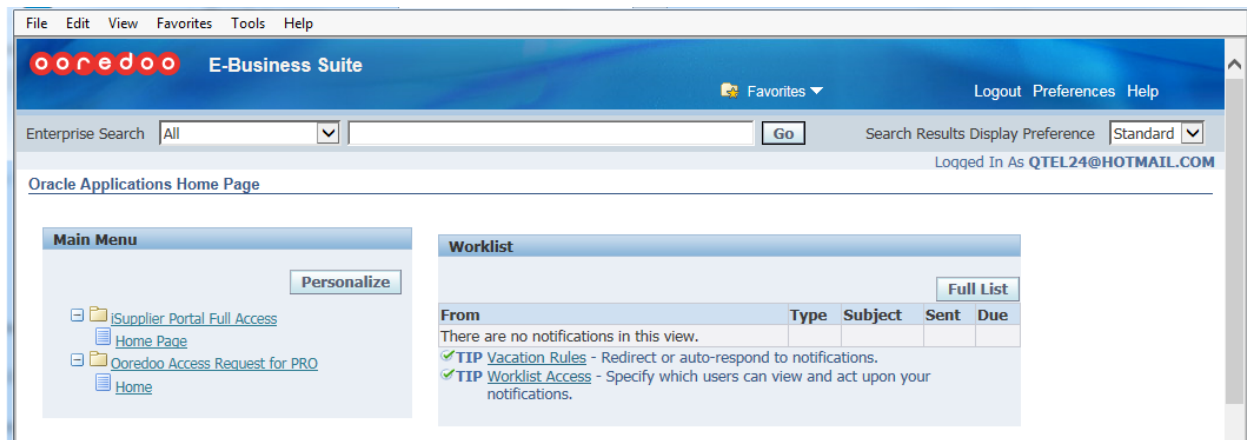 File Edit View Favorites Tools Help
ooredoo E-Business Suite
Favorites
Logout Preferences Help
Enterprise Search All Go Search Results Display Preference Standard
Logged In As QTEL24@HOTMAIL.COM
Oracle Applications Home Page
Main Menu
Personalize
iSupplier Portal Full Access
Home Page
Ooredoo Access Request for PRO
Home
Worklist
Full List
From Type Subject Sent Due
There are no notifications in this view.
TIP Vacation Rules - Redirect or auto-respond to notifications.
TIP Worklist Access - Specify which users can view and act upon your
notifications.